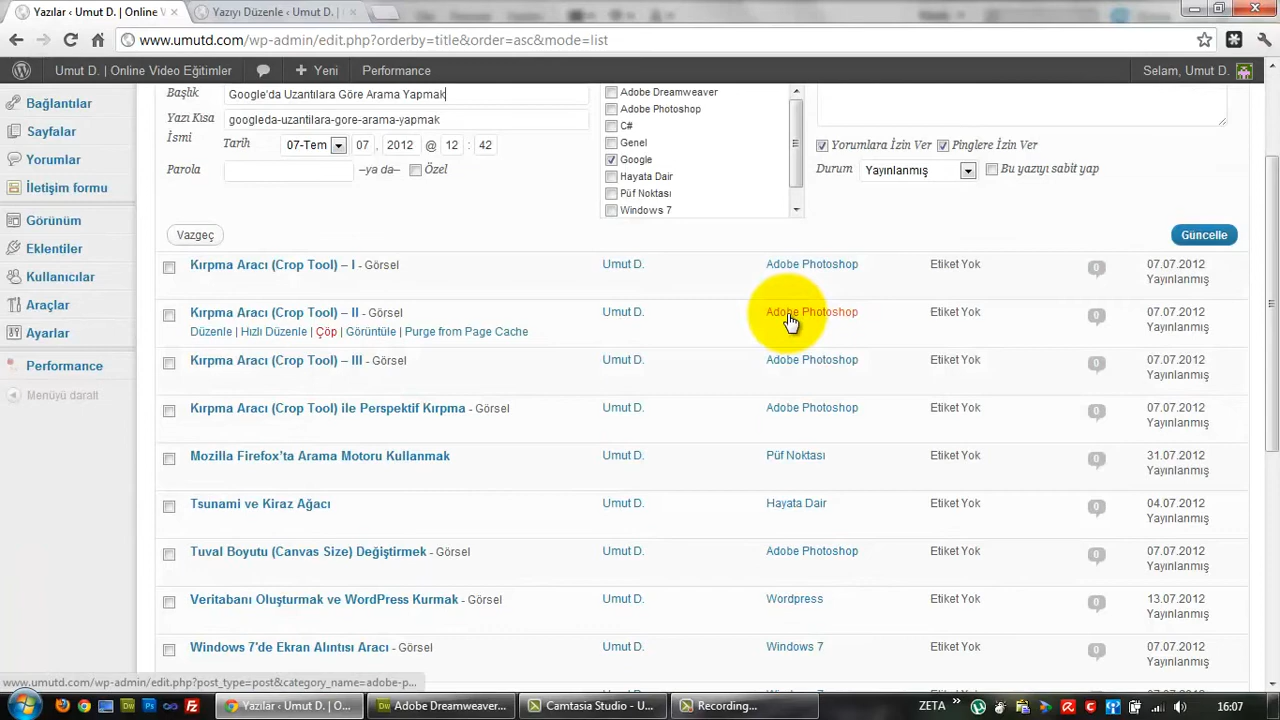 Yazılar ‹ Umut D. | Online V
Yazıyı Düzenle ‹ Umut D. |
www.umutd.com/wp-admin/edit.php?orderby=title&order=asc&mode=list
Umut D. | Online Video Eğitimler
Yeni
Performance
Selam, Umut D.
Bağlantılar
Sayfalar
Yorumlar
İletişim formu
Görünüm
Eklentiler
Kullanıcılar
Araçlar
Ayarlar
Performance
Menüyü daralt
Başlık
Google'da Uzantılara Göre Arama Yapmak
Yazı Kısa İsmi
googleda-uzantilara-gore-arama-yapmak
Tarih
07-Tem 07, 2012 @ 12 : 42
Parola
–ya da– Özel
Adobe Dreamweaver
Adobe Photoshop
C#
Genel
Google
Hayata Dair
Püf Noktası
Windows 7
Yorumlara İzin Ver Pinglere İzin Ver
Durum Yayınlanmış Bu yazıyı sabit yap
Vazgeç
Güncelle
Kırpma Aracı (Crop Tool) – I - Görsel Umut D. Adobe Photoshop Etiket Yok 0 07.07.2012
Yayınlanmış
Kırpma Aracı (Crop Tool) – II - Görsel Umut D. Adobe Photoshop Etiket Yok 0 07.07.2012
Düzenle | Hızlı Düzenle | Çöp | Görüntüle | Purge from Page Cache Yayınlanmış
Kırpma Aracı (Crop Tool) – III - Görsel Umut D. Adobe Photoshop Etiket Yok 0 07.07.2012
Yayınlanmış
Kırpma Aracı (Crop Tool) ile Perspektif Kırpma - Görsel Umut D. Adobe Photoshop Etiket Yok 0 07.07.2012
Yayınlanmış
Mozilla Firefox'ta Arama Motoru Kullanmak Umut D. Püf Noktası Etiket Yok 0 31.07.2012
Yayınlanmış
Tsunami ve Kiraz Ağacı Umut D. Hayata Dair Etiket Yok 0 04.07.2012
Yayınlanmış
Tuval Boyutu (Canvas Size) Değiştirmek - Görsel Umut D. Adobe Photoshop Etiket Yok 0 07.07.2012
Yayınlanmış
Veritabanı Oluşturmak ve WordPress Kurmak - Görsel Umut D. Wordpress Etiket Yok 0 13.07.2012
Yayınlanmış
Windows 7'de Ekran Alıntısı Aracı - Görsel Umut D. Windows 7 Etiket Yok 0 07.07.2012
Yayınlanmış
www.umutd.com/wp-admin/edit.php?post_type=post&category_name=adobe-p...
Yazılar ‹ Umut D. | O...
Adobe Dreamweaver...
Camtasia Studio - U...
Recording...
ZETA
16:07